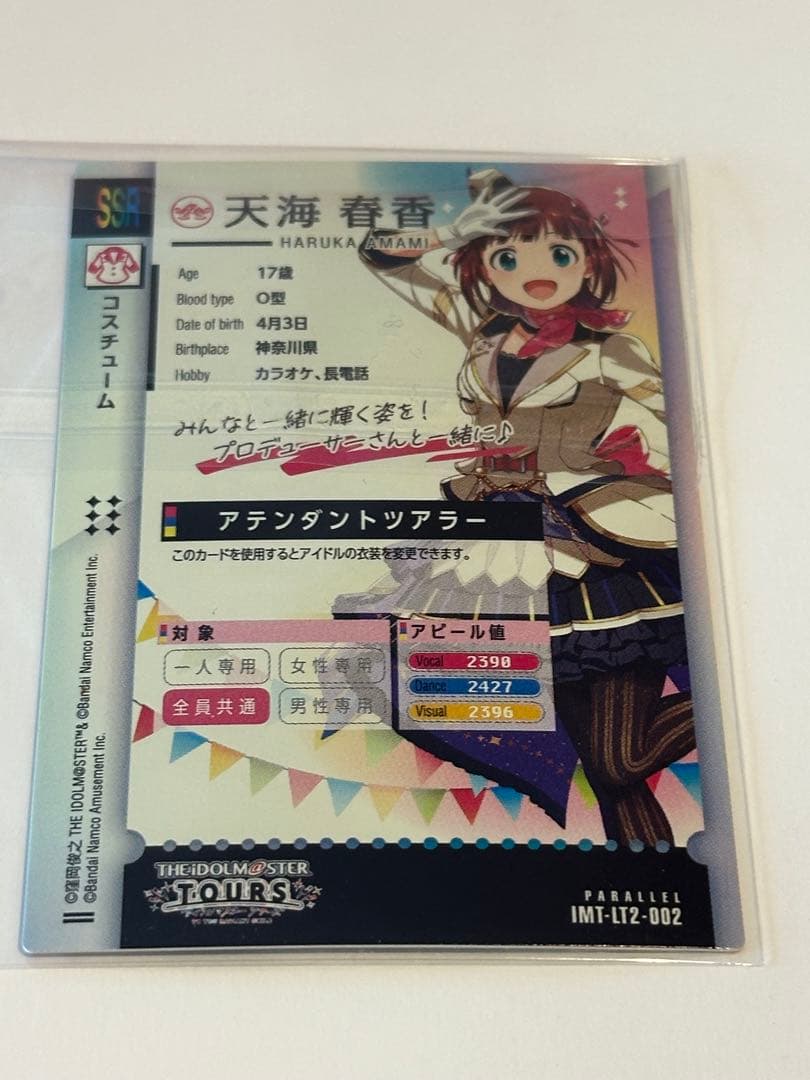 SSR
天海 春香
HARUKA AMAMI
コスチューム
Age 17歳
Blood type O型
Date of birth 4月3日
Birthplace 神奈川県
Hobby カラオケ、長電話
みんなと一緒に輝く姿を!
プロデューサーさんと一緒に♪
アテンダントツアラー
このカードを使用するとアイドルの衣装を変更できます。
対象
一人専用 女性専用
全員共通 男性専用
アピール値
Vocal 2390
Dance 2427
Visual 2396
©窪岡俊之 THE IDOLM@STER™& ©Bandai Namco Entertainment Inc.
©Bandai Namco Amusement Inc.
THE iDOLM@STER
TOURS
PARALLEL
IMT-LT2-002